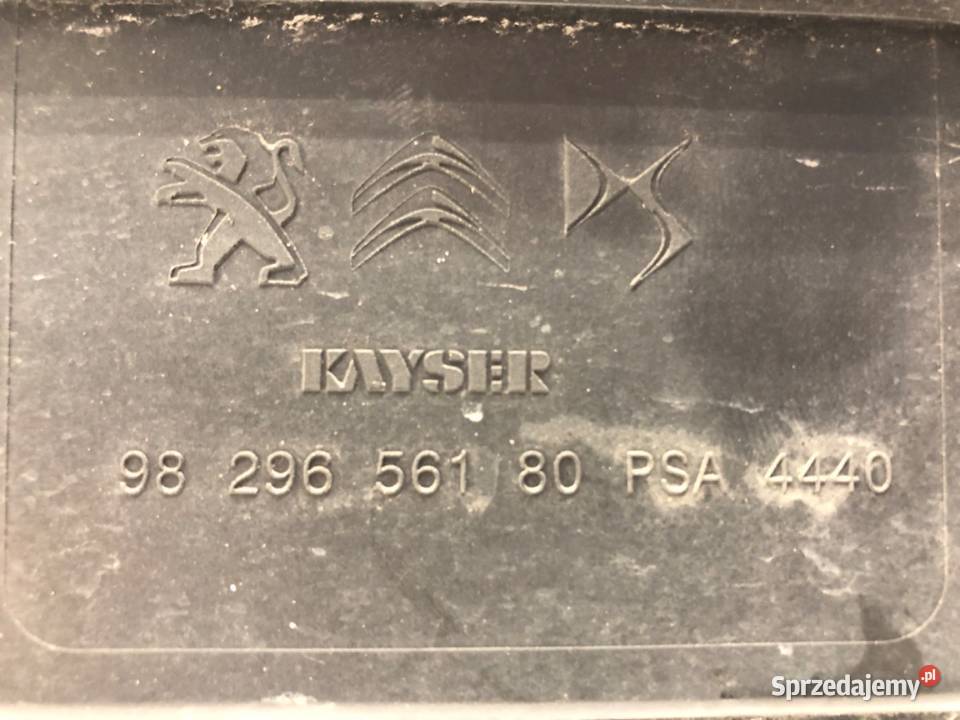 KAYSER
98 296 561 80 PSA 4440
Sprzedajemy.pl